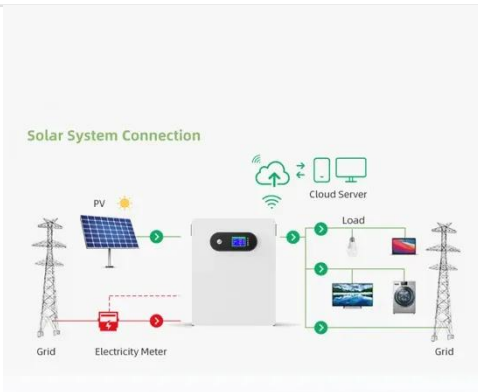 Solar System Connection
Cloud Server
PV
Load
Grid
Electricity Meter
Grid